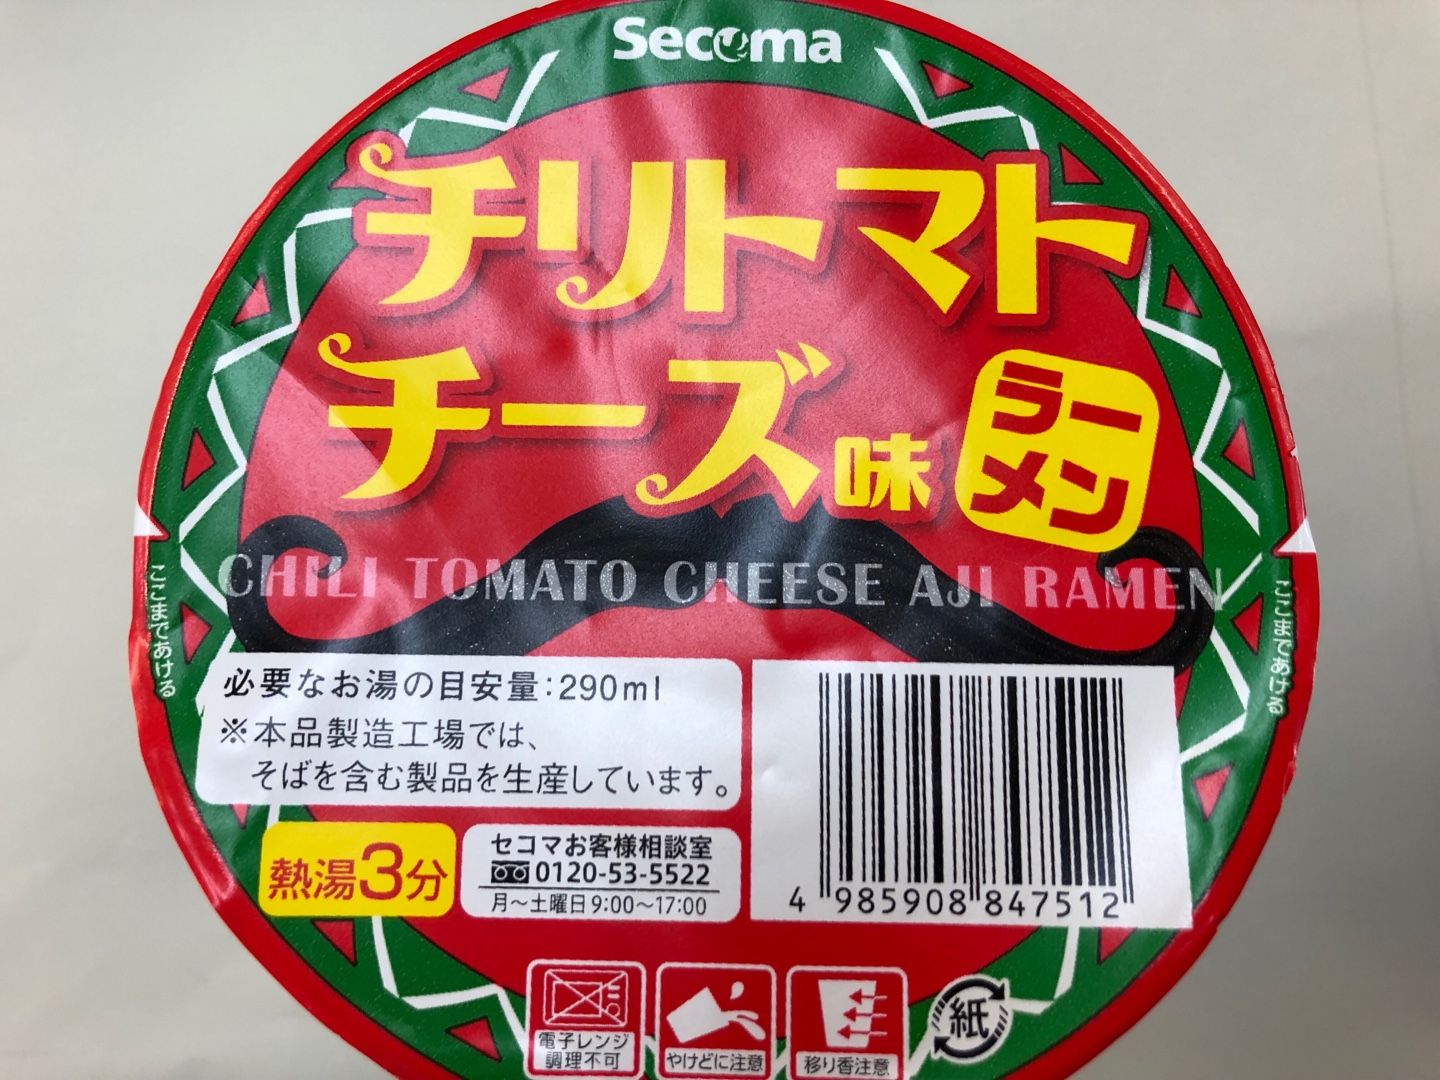 Secoma
チリトマト
チーズ味
ラーメン
CHILI TOMATO CHEESE AJI RAMEN
ここまであける
ここまであける
必要なお湯の目安量:290ml
※本品製造工場では、
そばを含む製品を生産しています。
熱湯3分
セコマお客様相談室
0120-53-5522
月~土曜日9:00~17:00
4 985908 847512
電子レンジ
調理不可
やけどに注意
移り香注意
紙